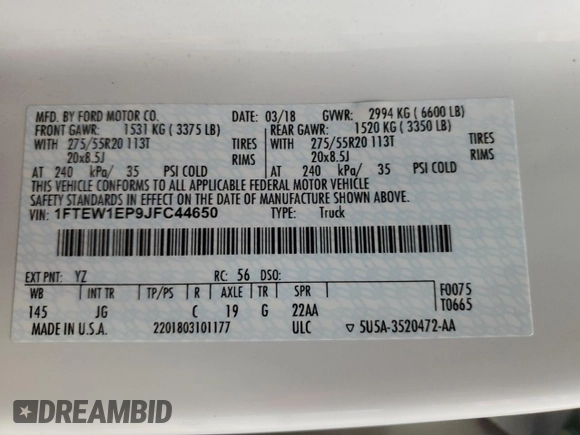 MFD. BY FORD MOTOR CO. 03/18 GVWR: 2994 KG ( 6600 LB)
FRONT GAWR: 1531 KG ( 3375 LB) REAR GAWR: 1520 KG ( 3350 LB)
WITH 275/55R20 113T TIRES WITH 275/55R20 113T TIRES
20x8.5J RIMS 20x8.5J RIMS
AT 240 kPa/ 35 PSI COLD AT 240 kPa/ 35 PSI COLD
THIS VEHICLE CONFORMS TO ALL APPLICABLE FEDERAL MOTOR VEHICLE
SAFETY STANDARDS IN EFFECT ON THE DATE OF MANUFACTURE SHOWN ABOVE.
VIN: 1FTEW1EP9JFC44650 TYPE: Truck
EXT PNT: YZ RC: 56 DSO: F0075
WB INT TR TP/PS R AXLE TR SPR T0665
145 JG C 19 G 22AA
MADE IN U.S.A. 2201803101177 ULC ▽ 5U5A-3520472-AA
DREAMBID